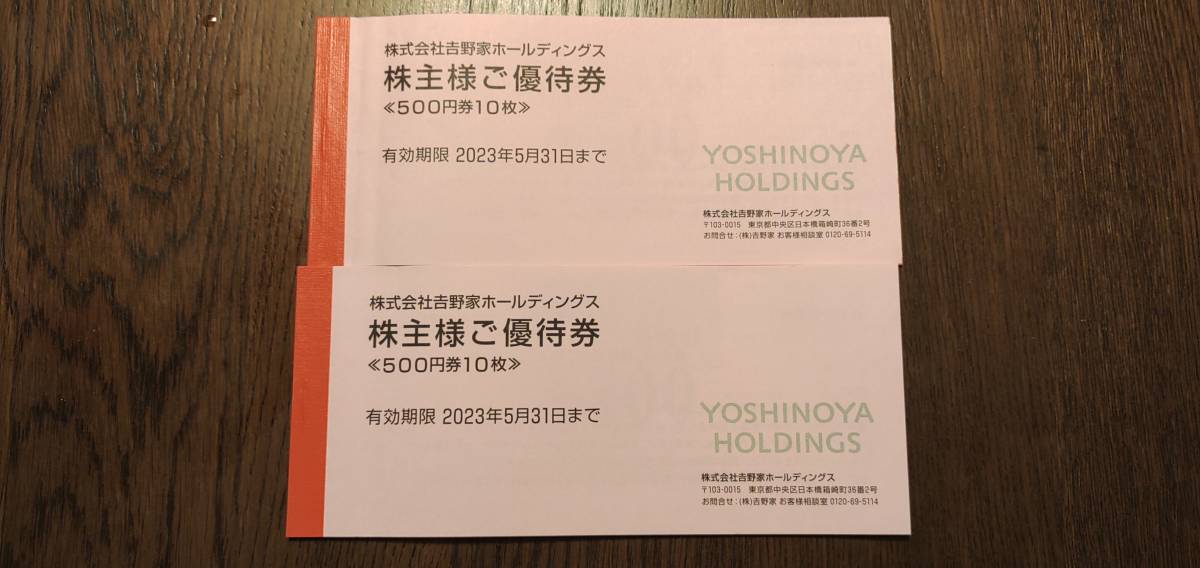 株式会社𠮷野家ホールディングス
株主様ご優待券
≪500円券10枚≫
有効期限 2023年5月31日まで
YOSHINOYA
HOLDINGS
株式会社𠮷野家ホールディングス
〒103-0015 東京都中央区日本橋箱崎町36番2号
お問合せ：(株)𠮷野家 お客様相談室 0120-69-5114
株式会社𠮷野家ホールディングス
株主様ご優待券
≪500円券10枚≫
有効期限 2023年5月31日まで
YOSHINOYA
HOLDINGS
株式会社𠮷野家ホールディングス
〒103-0015 東京都中央区日本橋箱崎町36番2号
お問合せ：(株)𠮷野家 お客様相談室 0120-69-5114